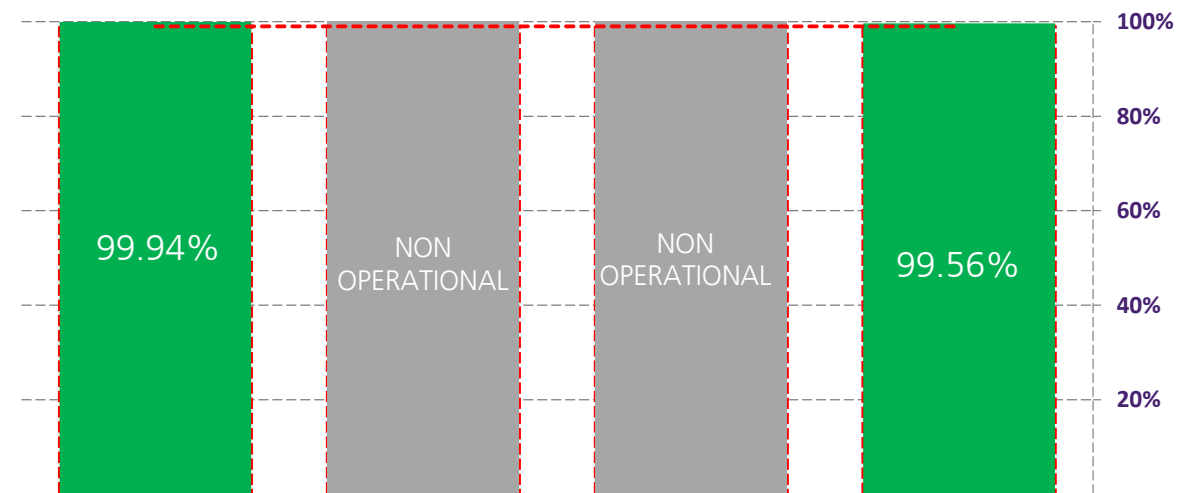 100%
80%
60%
99.94%
NON
OPERATIONAL
NON
OPERATIONAL
99.56%
40%
20%